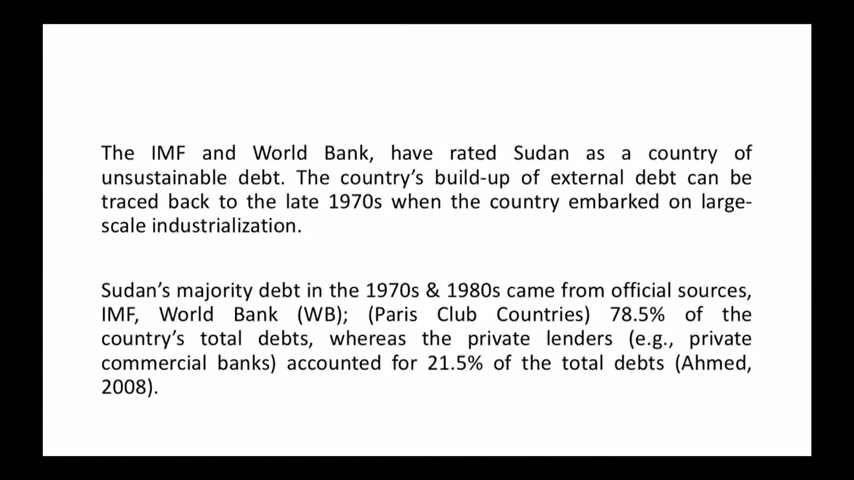 The IMF and World Bank, have rated Sudan as a country of
unsustainable debt. The country’s build-up of external debt can be
traced back to the late 1970s when the country embarked on large-
scale industrialization.
Sudan’s majority debt in the 1970s & 1980s came from official sources,
IMF, World Bank (WB); (Paris Club Countries) 78.5% of the
country’s total debts, whereas the private lenders (e.g., private
commercial banks) accounted for 21.5% of the total debts (Ahmed,
2008).